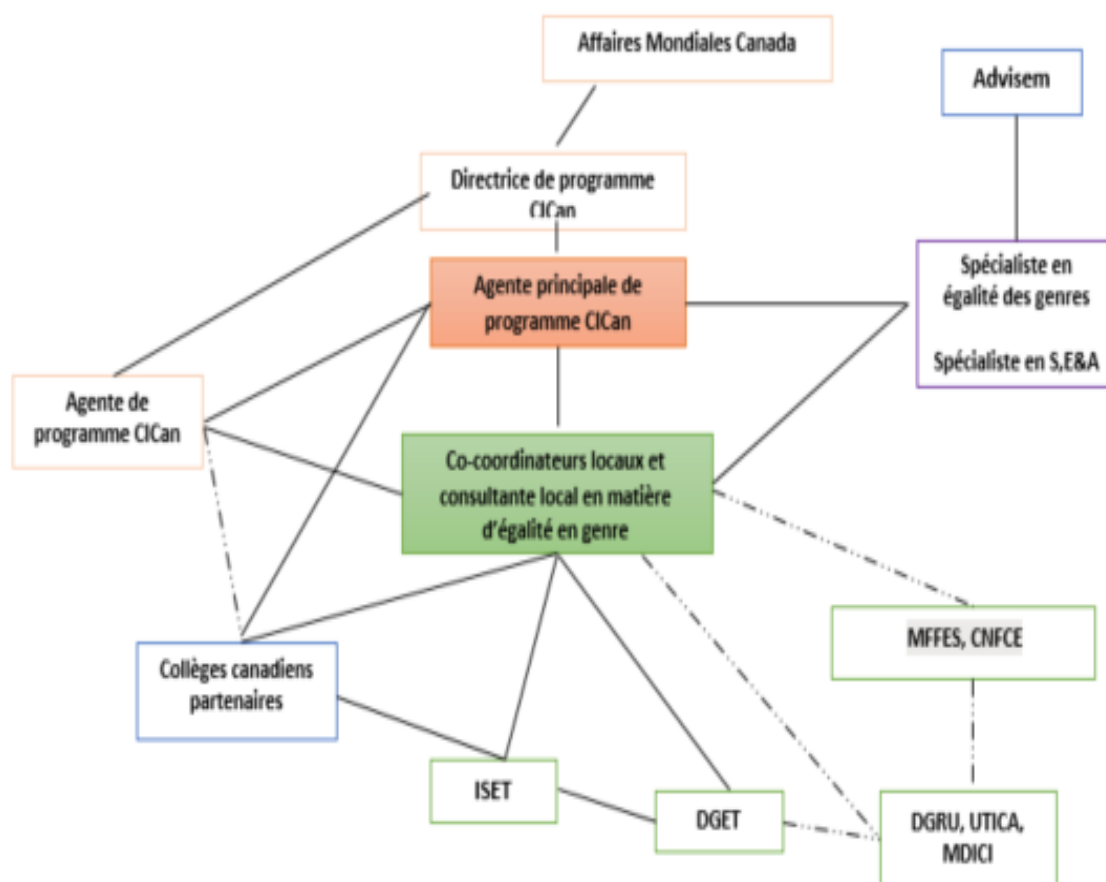 Affaires Mondiales Canada
Advisem
Directrice de programme
CICan
Spécialiste en
égalité des genres
Spécialiste en S,E&A
Agente principale de
programme CICan
Agente de
programme CICan
Co-coordinateurs locaux et
consultante local en matière
d'égalité en genre
MFFES, CNFCE
Collèges canadiens
partenaires
ISET
DGET
DGRU, UTICA,
MDICI